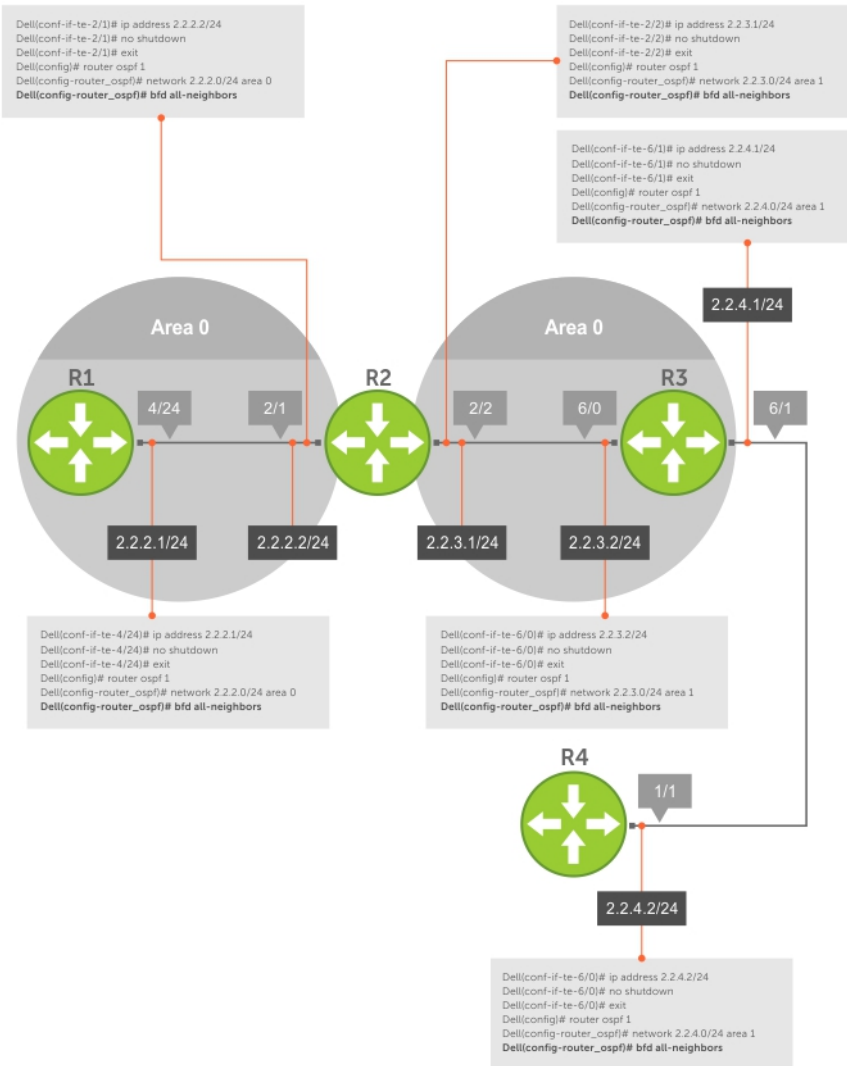 Dell(conf-if-te-2/1)# ip address 2.2.2.2/24
Dell(conf-if-te-2/1)# no shutdown
Dell(conf-if-te-2/1)# exit
Dell(config)# router ospf 1
Dell(config-router_ospf)# network 2.2.2.0/24 area 0
Dell(config-router_ospf)# bfd all-neighbors
Dell(conf-if-te-2/2)# ip address 2.2.3.1/24
Dell(conf-if-te-2/2)# no shutdown
Dell(conf-if-te-2/2)# exit
Dell(config)# router ospf 1
Dell(config-router_ospf)# network 2.2.3.0/24 area 1
Dell(config-router_ospf)# bfd all-neighbors
Dell(conf-if-te-6/1)# ip address 2.2.4.1/24
Dell(conf-if-te-6/1)# no shutdown
Dell(conf-if-te-6/1)# exit
Dell(config)# router ospf 1
Dell(config-router_ospf)# network 2.2.4.0/24 area 1
Dell(config-router_ospf)# bfd all-neighbors
2.2.4.1/24
Area 0
Area 0
R1
R2
R3
4/24
2/1
2/2
6/0
6/1
2.2.2.1/24
2.2.2.2/24
2.2.3.1/24
2.2.3.2/24
Dell(conf-if-te-4/24)# ip address 2.2.2.1/24
Dell(conf-if-te-4/24)# no shutdown
Dell(conf-if-te-4/24)# exit
Dell(config)# router ospf 1
Dell(config-router_ospf)# network 2.2.2.0/24 area 0
Dell(config-router_ospf)# bfd all-neighbors
Dell(conf-if-te-6/0)# ip address 2.2.3.2/24
Dell(conf-if-te-6/0)# no shutdown
Dell(conf-if-te-6/0)# exit
Dell(config)# router ospf 1
Dell(config-router_ospf)# network 2.2.3.0/24 area 1
Dell(config-router_ospf)# bfd all-neighbors
R4
1/1
2.2.4.2/24
Dell(conf-if-te-6/0)# ip address 2.2.4.2/24
Dell(conf-if-te-6/0)# no shutdown
Dell(conf-if-te-6/0)# exit
Dell(config)# router ospf 1
Dell(config-router_ospf)# network 2.2.4.0/24 area 1
Dell(config-router_ospf)# bfd all-neighbors